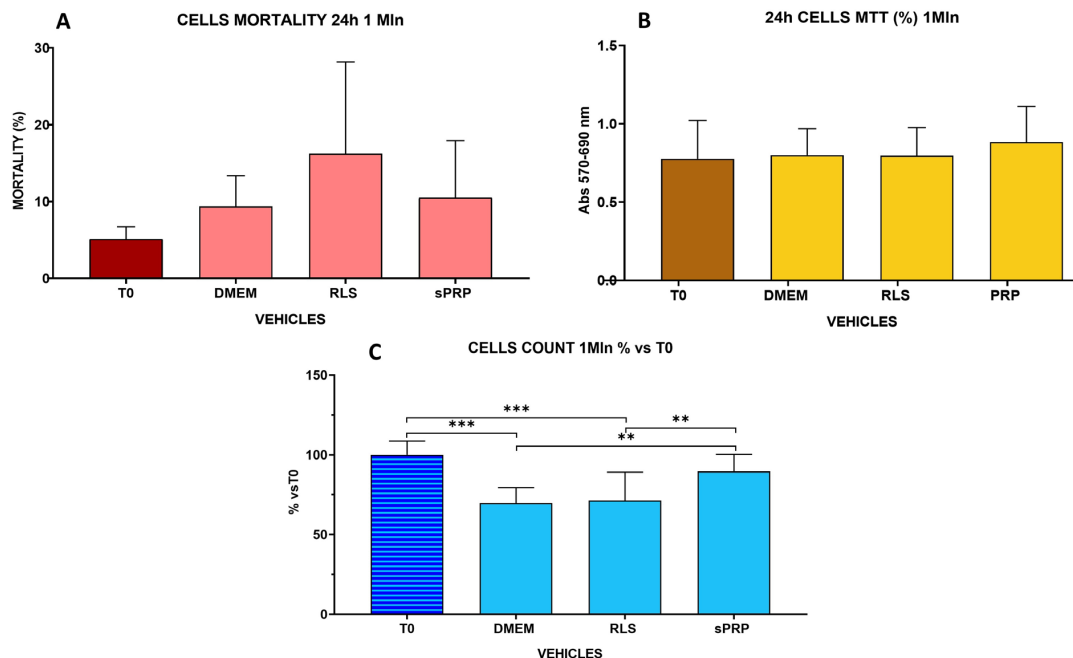 A
CELLS MORTALITY 24h 1 Mln
MORTALITY (%)
30
20
10
0
T0 DMEM RLS sPRP
VEHICLES
B
24h CELLS MTT (%) 1Mln
Abs 570-690 nm
1.5
1.0
0.5
0.0
T0 DMEM RLS PRP
VEHICLES
C
CELLS COUNT 1Mln % vs T0
% vsT0
150
100
50
0
***
*** **
**
T0 DMEM RLS sPRP
VEHICLES